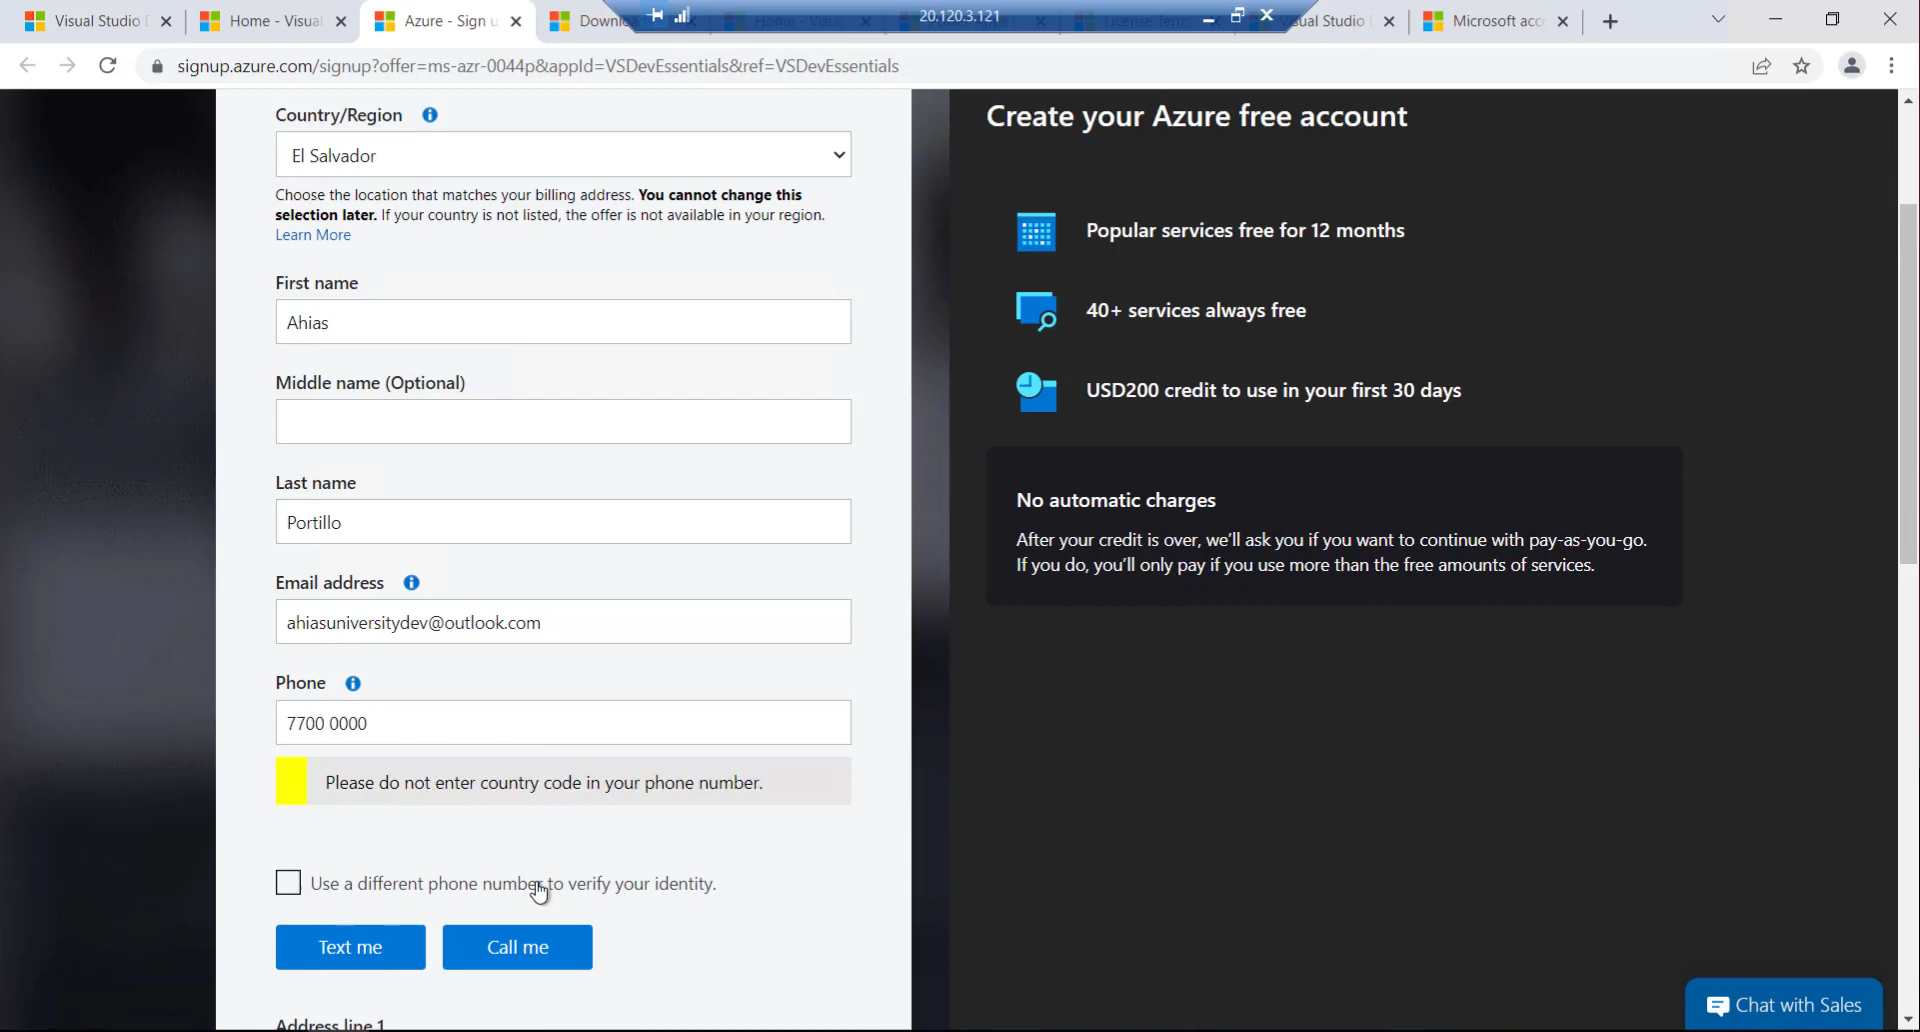 Visual Studio
Home - Visual
Azure - Sign u
Downlo
20.120.3.121
Home - Visu
License Term
Visual Studio
Microsoft acc
signup.azure.com/signup?offer=ms-azr-0044p&appId=VSDevEssentials&ref=VSDevEssentials
Country/Region
El Salvador
Choose the location that matches your billing address. You cannot change this
selection later. If your country is not listed, the offer is not available in your region.
Learn More
First name
Ahias
Middle name (Optional)
Last name
Portillo
Email address
ahiasuniversitydev@outlook.com
Phone
7700 0000
Please do not enter country code in your phone number.
Use a different phone number to verify your identity.
Text me
Call me
Address line 1
Create your Azure free account
Popular services free for 12 months
40+ services always free
USD200 credit to use in your first 30 days
No automatic charges
After your credit is over, we'll ask you if you want to continue with pay-as-you-go.
If you do, you'll only pay if you use more than the free amounts of services.
Chat with Sales